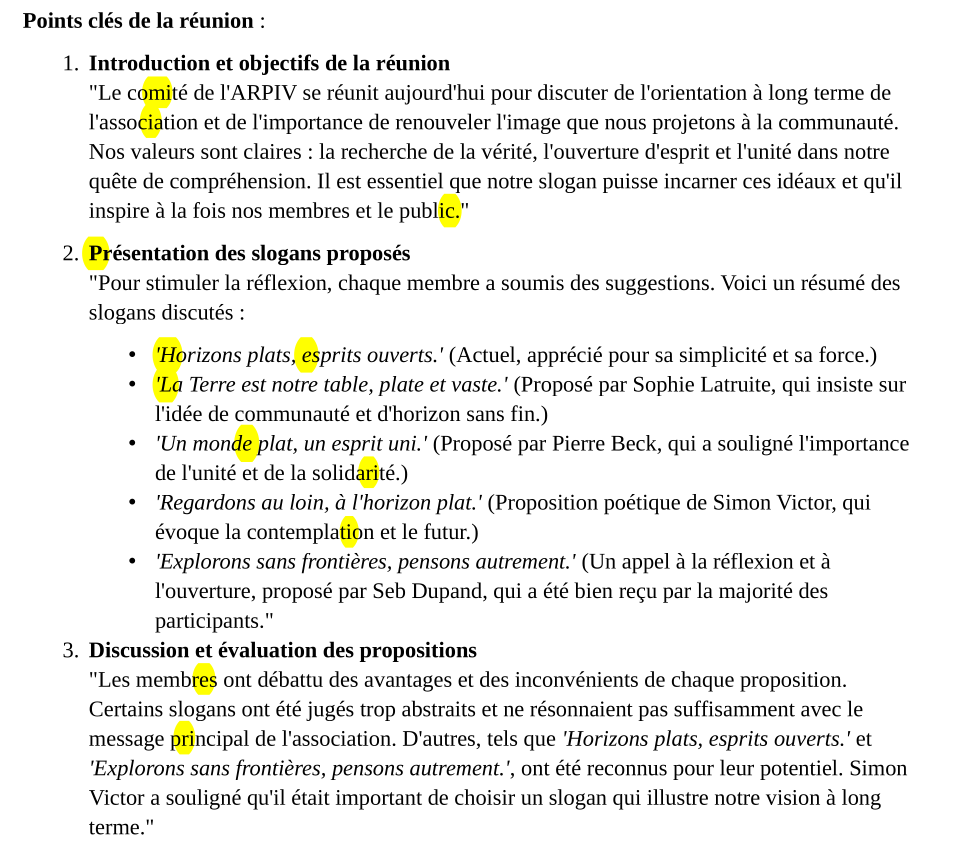 Points clés de la réunion :
1. Introduction et objectifs de la réunion
"Le comité de l'ARPIV se réunit aujourd'hui pour discuter de l'orientation à long terme de
l'association et de l'importance de renouveler l'image que nous projetons à la communauté.
Nos valeurs sont claires : la recherche de la vérité, l'ouverture d'esprit et l'unité dans notre
quête de compréhension. Il est essentiel que notre slogan puisse incarner ces idéaux et qu'il
inspire à la fois nos membres et le public."
2. Présentation des slogans proposés
"Pour stimuler la réflexion, chaque membre a soumis des suggestions. Voici un résumé des
slogans discutés :
• 'Horizons plats, esprits ouverts.' (Actuel, apprécié pour sa simplicité et sa force.)
• 'La Terre est notre table, plate et vaste.' (Proposé par Sophie Latruite, qui insiste sur
l'idée de communauté et d'horizon sans fin.)
• 'Un monde plat, un esprit uni.' (Proposé par Pierre Beck, qui a souligné l'importance
de l'unité et de la solidarité.)
• 'Regardons au loin, à l'horizon plat.' (Proposition poétique de Simon Victor, qui
évoque la contemplation et le futur.)
• 'Explorons sans frontières, pensons autrement.' (Un appel à la réflexion et à
l'ouverture, proposé par Seb Dupand, qui a été bien reçu par la majorité des
participants."
3. Discussion et évaluation des propositions
"Les membres ont débattu des avantages et des inconvénients de chaque proposition.
Certains slogans ont été jugés trop abstraits et ne résonnaient pas suffisamment avec le
message principal de l'association. D'autres, tels que 'Horizons plats, esprits ouverts.' et
'Explorons sans frontières, pensons autrement.', ont été reconnus pour leur potentiel. Simon
Victor a souligné qu'il était important de choisir un slogan qui illustre notre vision à long
terme."